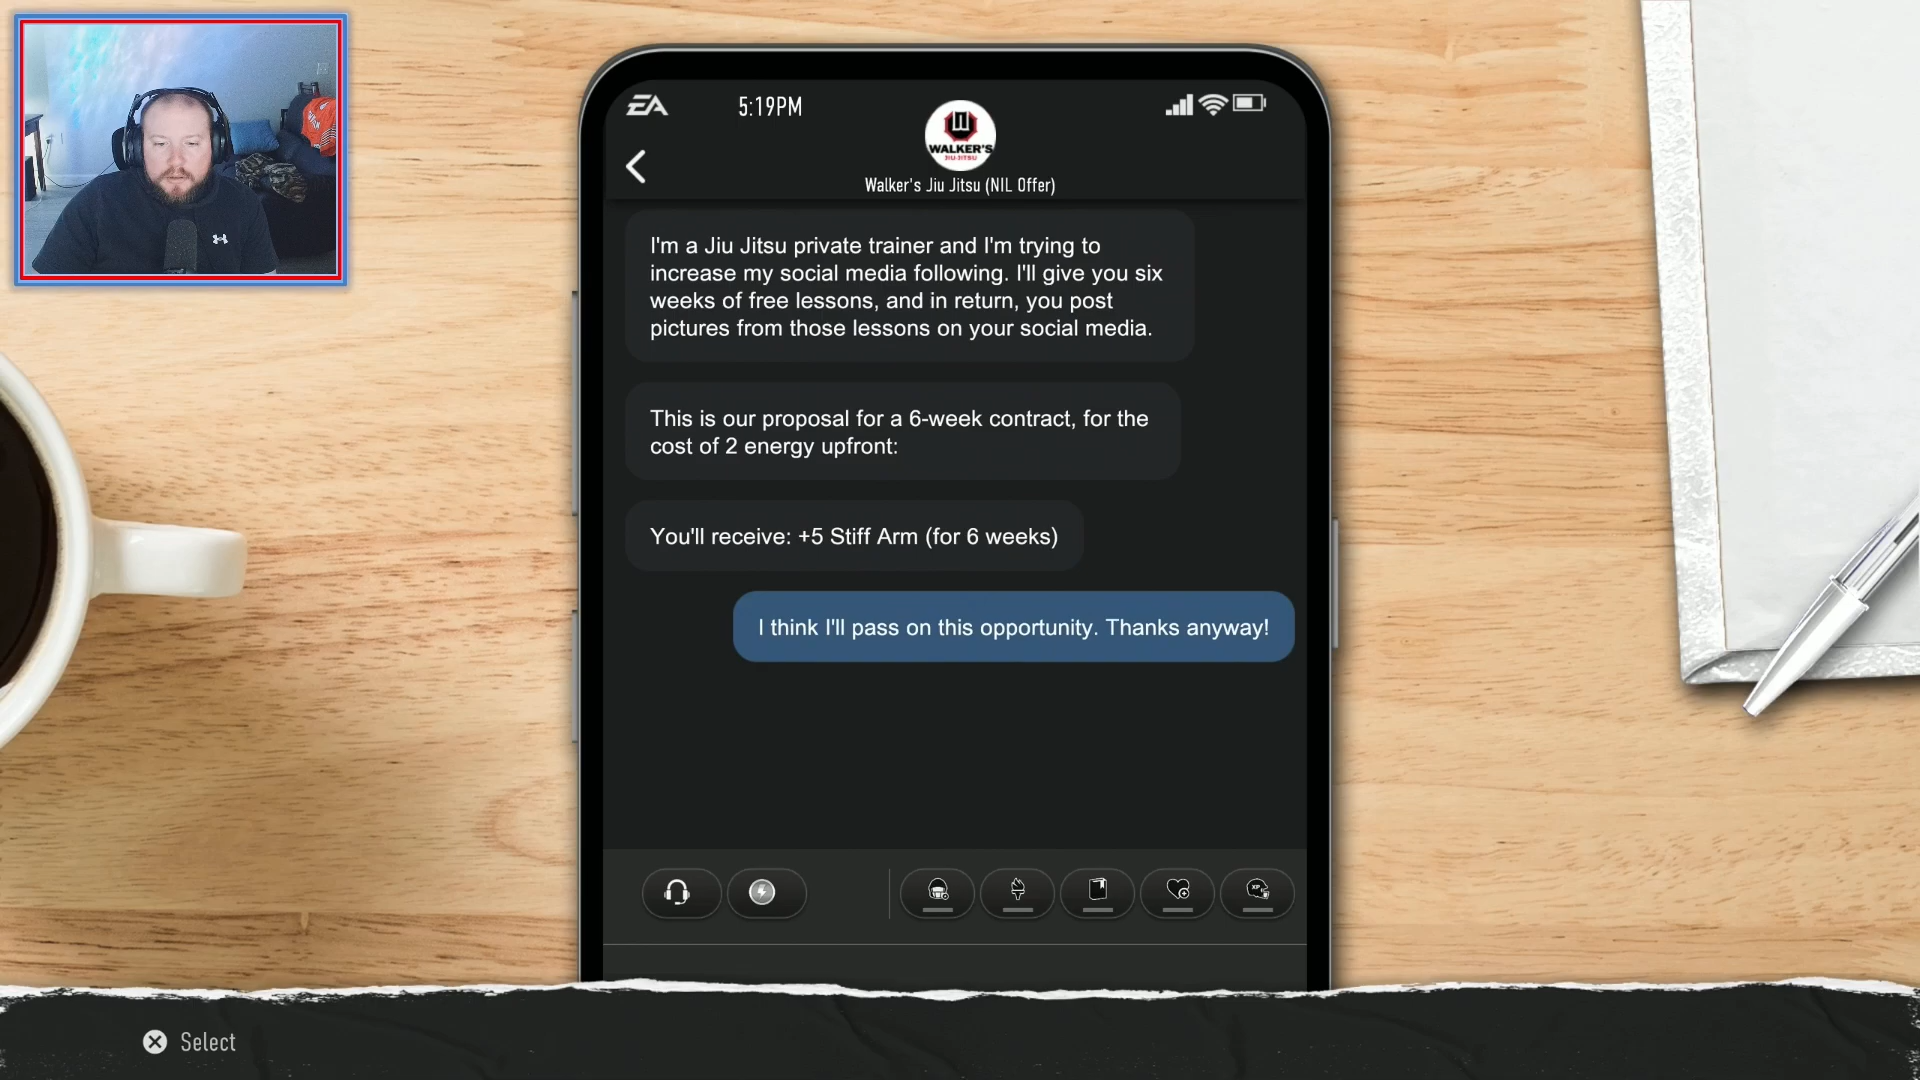 EA
5:19PM
WALKER'S
JIU-JITSU
Walker's Jiu Jitsu (NIL Offer)
I'm a Jiu Jitsu private trainer and I'm trying to
increase my social media following. I'll give you six
weeks of free lessons, and in return, you post
pictures from those lessons on your social media.
This is our proposal for a 6-week contract, for the
cost of 2 energy upfront:
You'll receive: +5 Stiff Arm (for 6 weeks)
I think I'll pass on this opportunity. Thanks anyway!
XP
Select